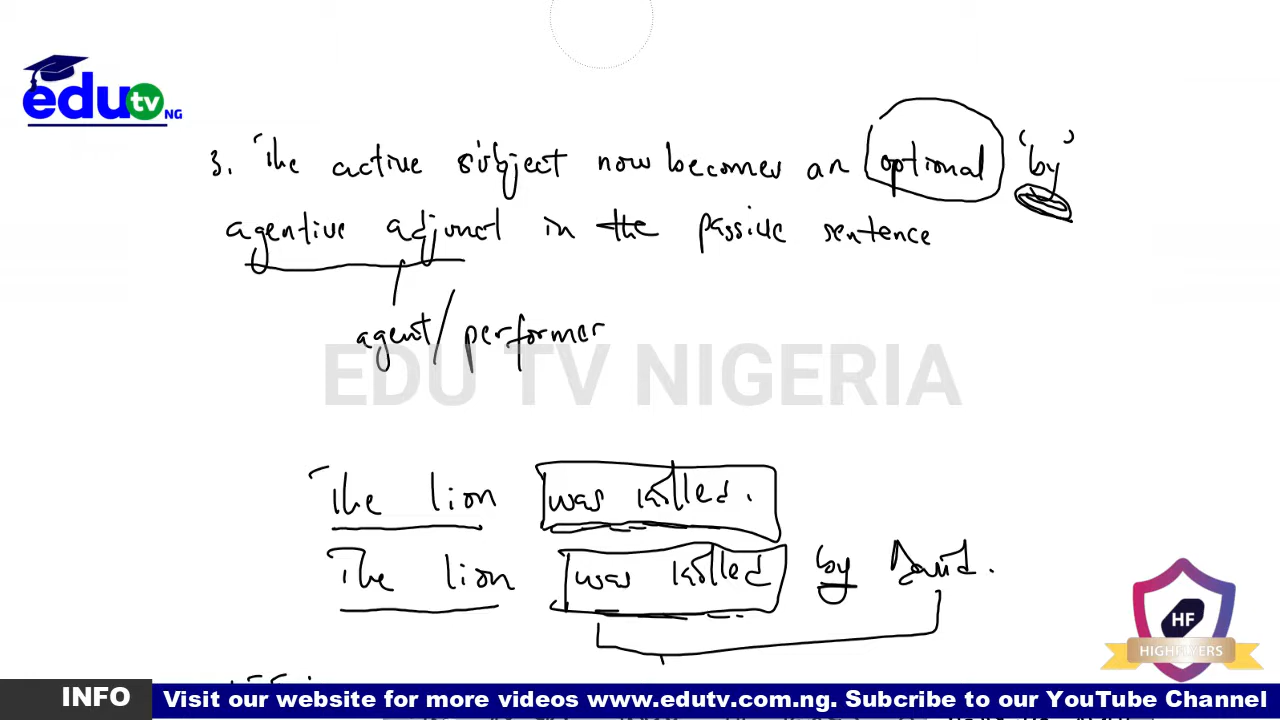 edu tv NG
3. The active subject now becomes an optional 'by'
agentive adjunct in the passive sentence
agent/performer
EDU TV NIGERIA
The lion was killed.
The lion was killed by David.
HF
HIGHFLYERS
INFO
Visit our website for more videos www.edutv.com.ng. Subcribe to our YouTube Channel